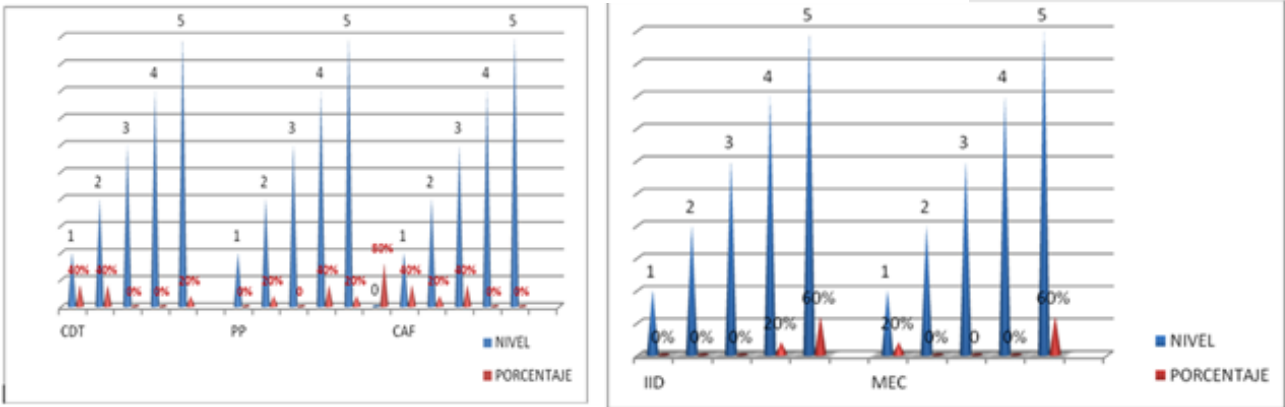 5 5 5
4 4 4
3 3 3
2 2 2
1 1 1
80%
40% 40% 0% 0% 20% 0% 20% 0 40% 20% 0 40% 20% 40% 0% 0%
CDT PP CAF
NIVEL
PORCENTAJE
5 5
4 4
3 3
2 2
1 1
0% 0% 0% 20% 60% 20% 0% 0 0% 60%
IID MEC
NIVEL
PORCENTAJE